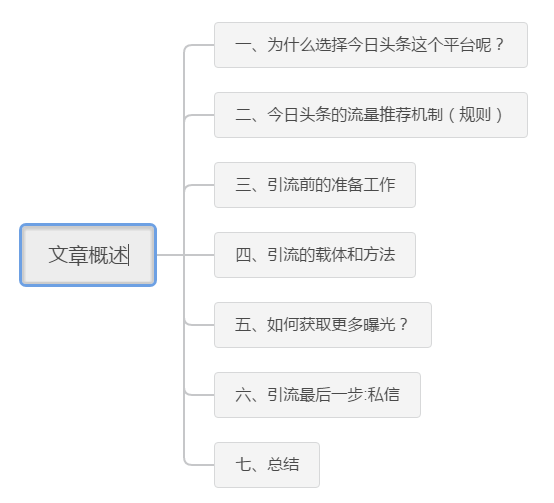 文章概述
一、为什么选择今日头条这个平台呢？
二、今日头条的流量推荐机制（规则）
三、引流前的准备工作
四、引流的载体和方法
五、如何获取更多曝光？
六、引流最后一步:私信
七、总结